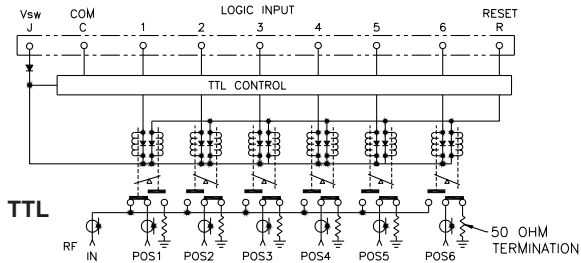 LOGIC INPUT
Vsw COM RESET
J C 1 2 3 4 5 6 R
TTL CONTROL
TTL
50 OHM
TERMINATION
RF IN POS1 POS2 POS3 POS4 POS5 POS6